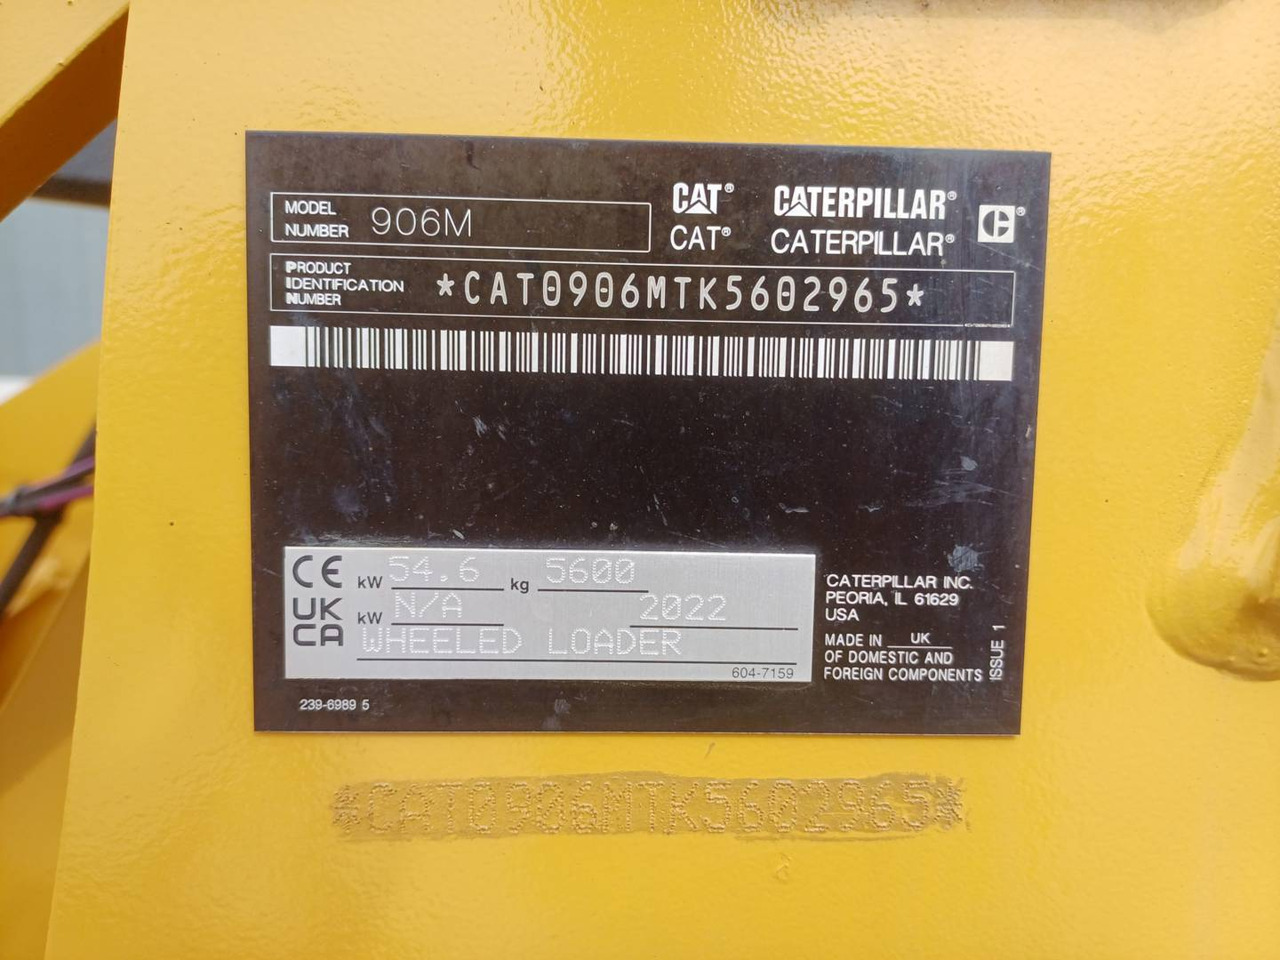 MODEL
NUMBER 906M
CAT® CATERPILLAR®
CAT® CATERPILLAR®
PRODUCT
IDENTIFICATION
NUMBER *CAT0906MTK5602965*
CE kW 54.6 kg 5600
UK kW N/A 2022
CA WHEELED LOADER
604-7159
CATERPILLAR INC.
PEORIA, IL 61629
USA
MADE IN UK
OF DOMESTIC AND
FOREIGN COMPONENTS
ISSUE 1
239-6989 5
*CAT0906MTK5602965*